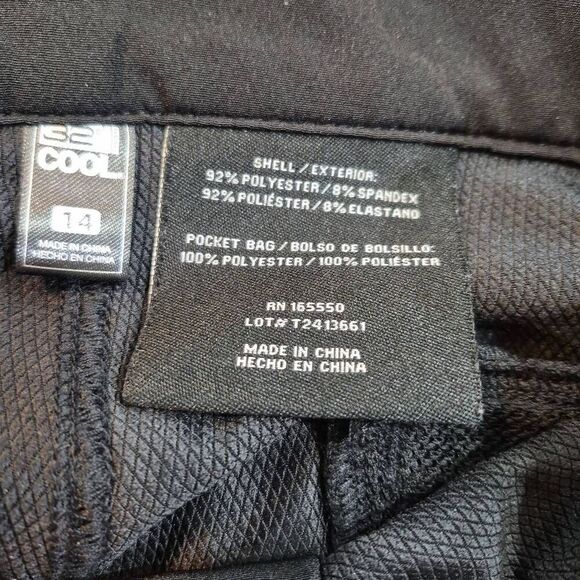 32°
COOL
14
MADE IN CHINA
HECHO EN CHINA
SHELL / EXTERIOR:
92% POLYESTER / 8% SPANDEX
92% POLIÉSTER / 8% ELASTANO
POCKET BAG / BOLSO DE BOLSILLO:
100% POLYESTER / 100% POLIÉSTER
RN 165550
LOT# T2413661
MADE IN CHINA
HECHO EN CHINA